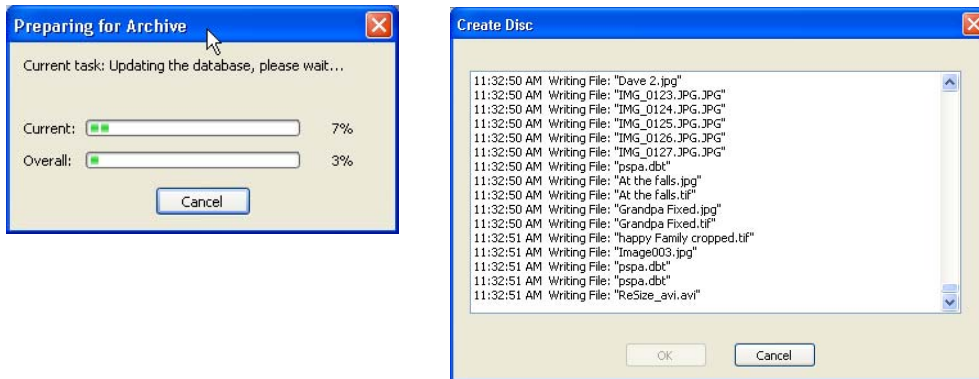 Preparing for Archive
Current task: Updating the database, please wait...
Current: 7%
Overall: 3%
Cancel
Create Disc
11:32:50 AM Writing File: "Dave 2.jpg"
11:32:50 AM Writing File: "IMG_0123.JPG.JPG"
11:32:50 AM Writing File: "IMG_0124.JPG.JPG"
11:32:50 AM Writing File: "IMG_0125.JPG.JPG"
11:32:50 AM Writing File: "IMG_0126.JPG.JPG"
11:32:50 AM Writing File: "IMG_0127.JPG.JPG"
11:32:50 AM Writing File: "pspa.dbt"
11:32:50 AM Writing File: "At the falls.jpg"
11:32:50 AM Writing File: "At the falls.tif"
11:32:50 AM Writing File: "Grandpa Fixed.jpg"
11:32:50 AM Writing File: "Grandpa Fixed.tif"
11:32:51 AM Writing File: "happy Family cropped.tif"
11:32:51 AM Writing File: "Image003.jpg"
11:32:51 AM Writing File: "pspa.dbt"
11:32:51 AM Writing File: "pspa.dbt"
11:32:51 AM Writing File: "ReSize_avi.avi"
OK Cancel